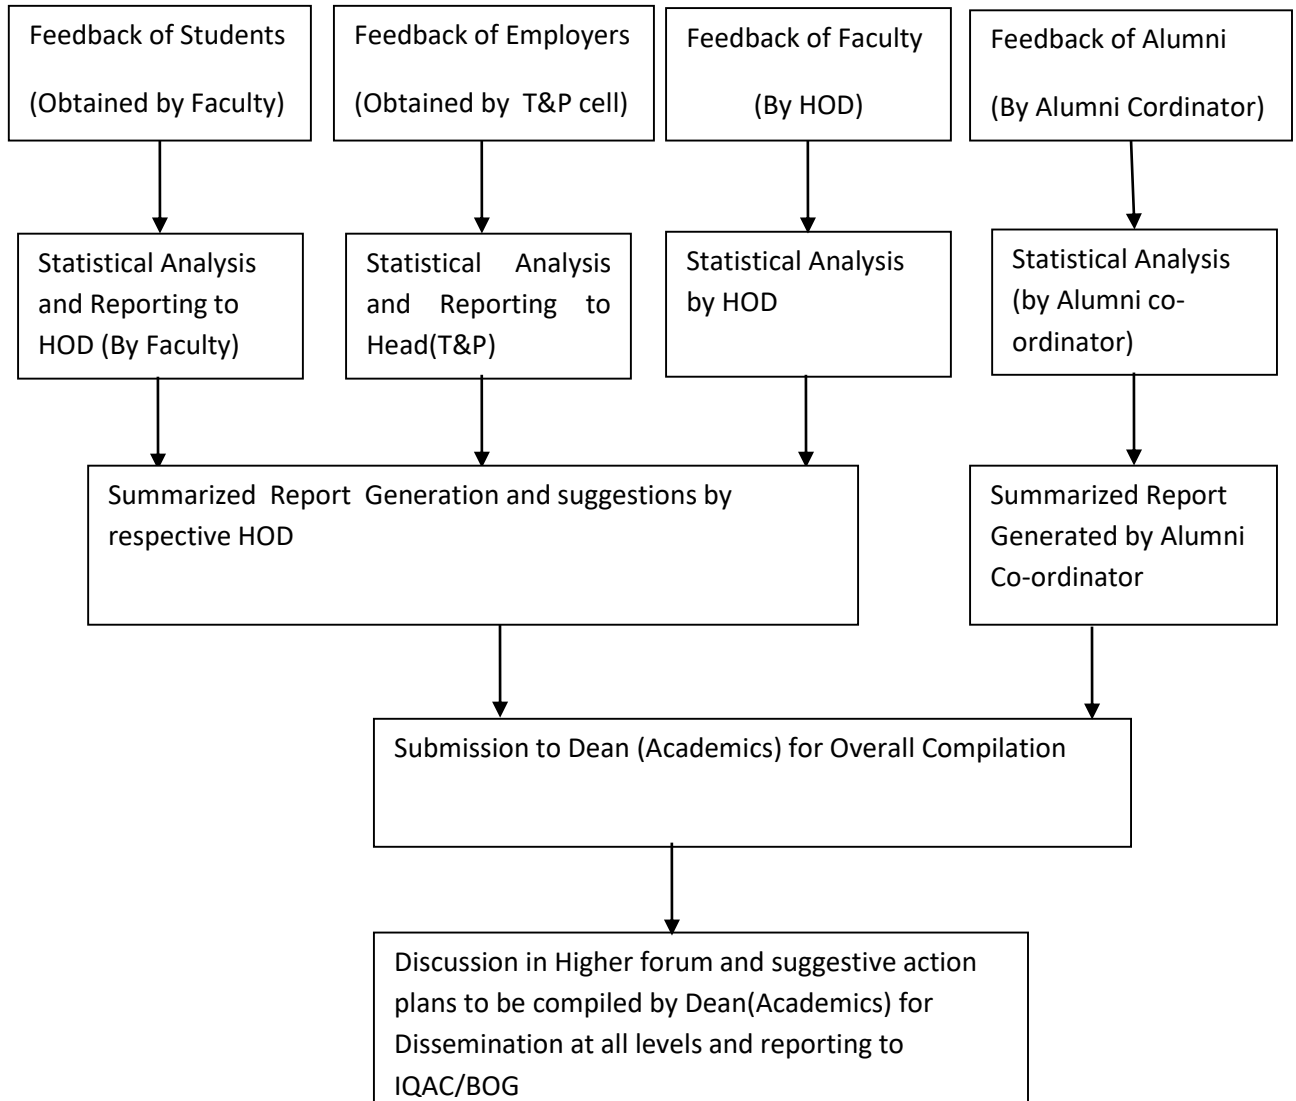 Feedback of Students
(Obtained by Faculty)
Feedback of Employers
(Obtained by T&P cell)
Feedback of Faculty
(By HOD)
Feedback of Alumni
(By Alumni Cordinator)
Statistical Analysis
and Reporting to
HOD (By Faculty)
Statistical Analysis
and Reporting to
Head(T&P)
Statistical Analysis
by HOD
Statistical Analysis
(by Alumni co-
ordinator)
Summarized Report Generation and suggestions by
respective HOD
Summarized Report
Generated by Alumni
Co-ordinator
Submission to Dean (Academics) for Overall Compilation
Discussion in Higher forum and suggestive action
plans to be compiled by Dean(Academics) for
Dissemination at all levels and reporting to
IQAC/BOG